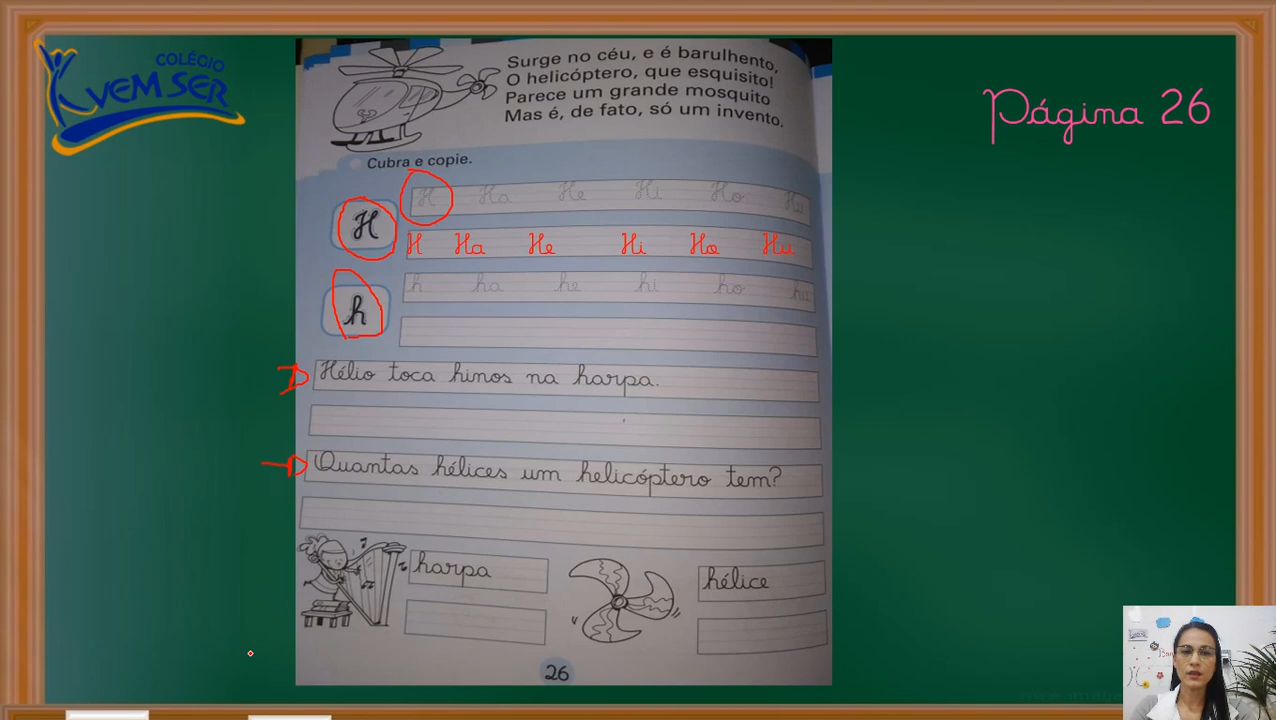 COLÉGIO
VEM SER
Página 26
Surge no céu, e é barulhento,
O helicóptero, que esquisito!
Parece um grande mosquito
Mas é, de fato, só um invento.
Cubra e copie.
H
H Ha He Hi Ho Hu
H Ha He Hi Ho Hu
h
h ha he hi ho hu
Hélio toca hinos na harpa.
Quantas hélices um helicóptero tem?
harpa
hélice
26